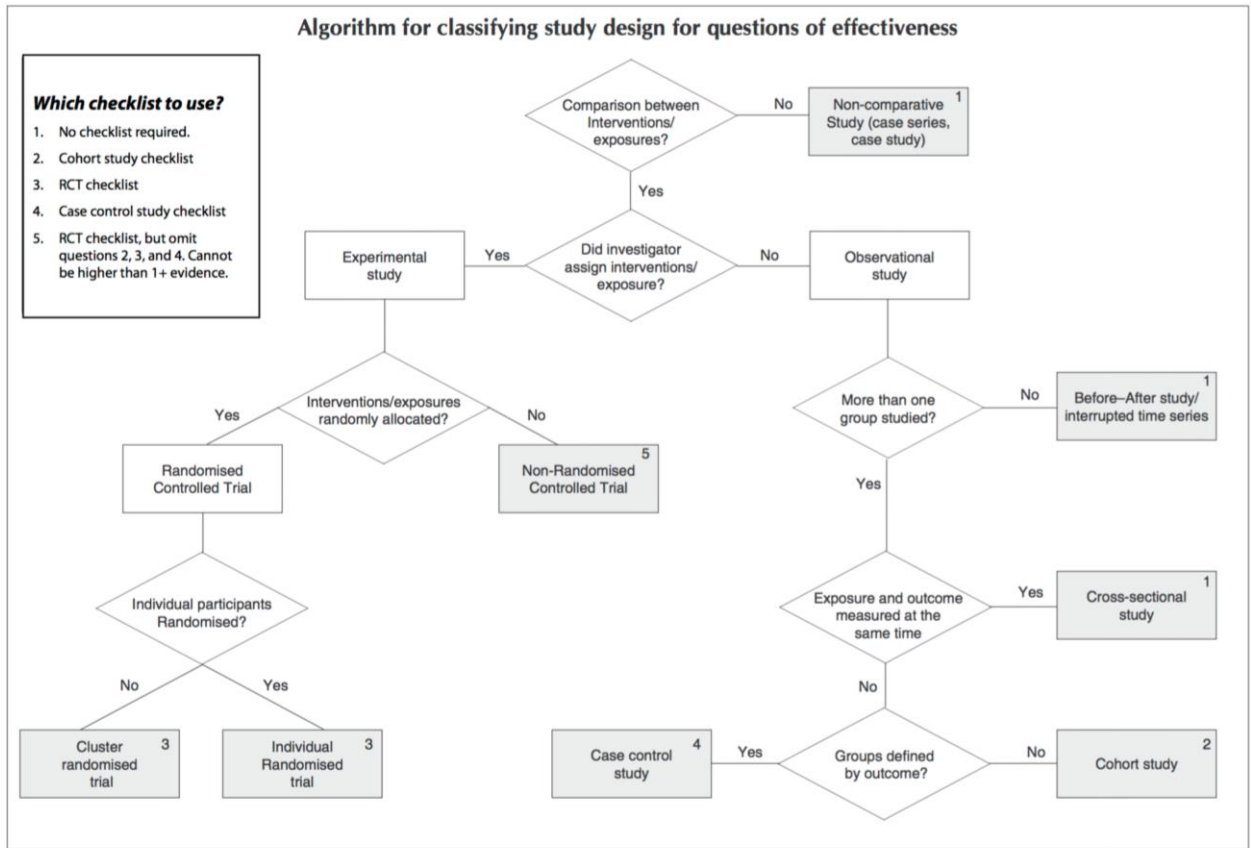 Algorithm for classifying study design for questions of effectiveness
Which checklist to use?
1. No checklist required.
2. Cohort study checklist
3. RCT checklist
4. Case control study checklist
5. RCT checklist, but omit
questions 2, 3, and 4. Cannot
be higher than 1+ evidence.
Comparison between
Interventions/
exposures?
No
Non-comparative
Study (case series,
case study)
1
Yes
Experimental
study
Yes
Did investigator
assign interventions/
exposure?
No
Observational
study
Interventions/exposures
randomly allocated?
Yes
No
More than one
group studied?
No
Before–After study/
interrupted time series
1
Randomised
Controlled Trial
Non-Randomised
Controlled Trial
5
Yes
Individual participants
Randomised?
Exposure and outcome
measured at the
same time
Yes
Cross-sectional
study
1
No
Yes
No
Cluster
randomised
trial
3
Individual
Randomised
trial
3
Case control
study
4
Yes
Groups defined
by outcome?
No
Cohort study
2